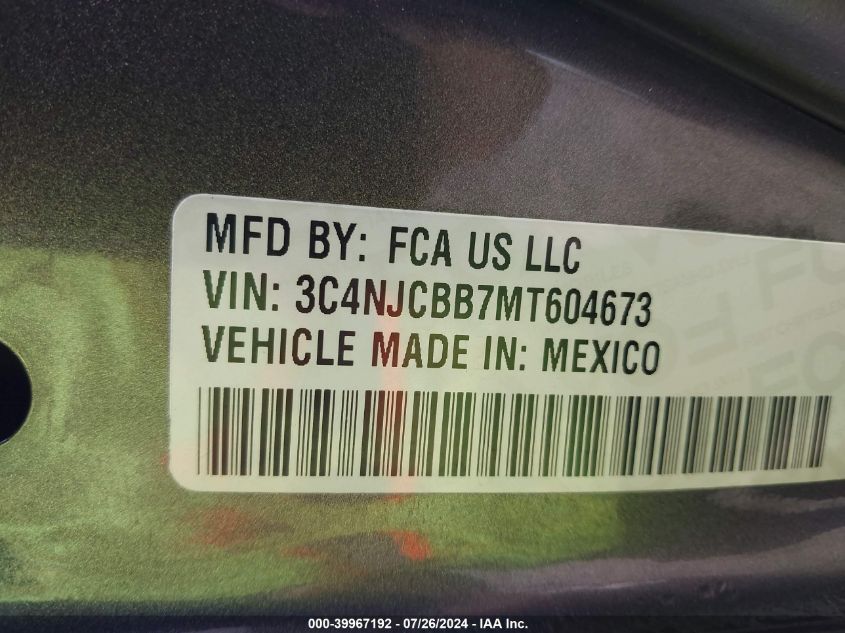 MFD BY: FCA US LLC
VIN: 3C4NJCBB7MT604673
VEHICLE MADE IN: MEXICO
000-39967192 - 07/26/2024 - IAA Inc.